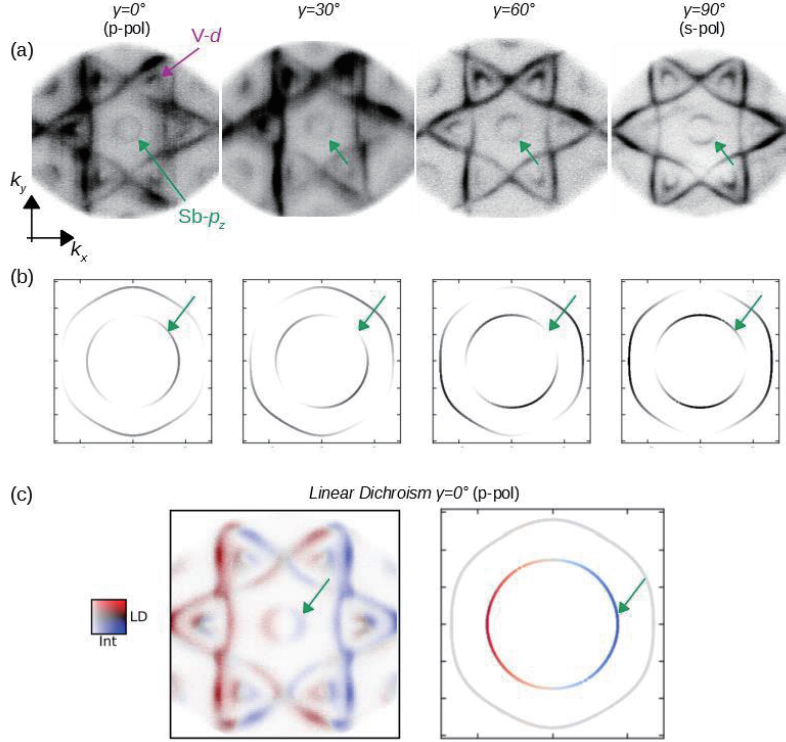 γ=0° γ=30° γ=60° γ=90°
(p-pol) (s-pol)
(a)
V-d
Sb-pz
ky
kx
(b)
(c)
Linear Dichroism γ=0° (p-pol)
LD
Int